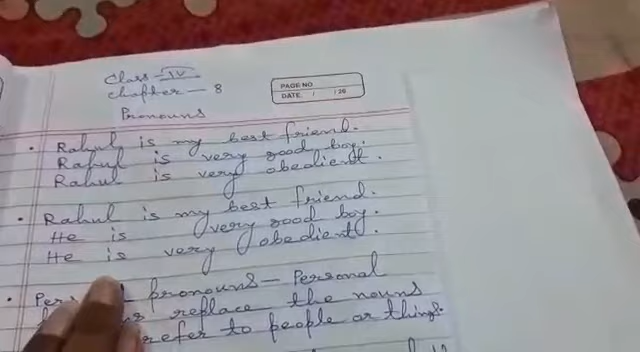 Class - IV
Chapter - 8
PAGE NO
DATE / / 20
Pronouns
• Rahul is my best friend.
Rahul is very good boy.
Rahul is very obedient.
• Rahul is my best friend.
He is very good boy.
He is very obedient.
• pronouns - Personal
replace the nouns
refer to people or things.